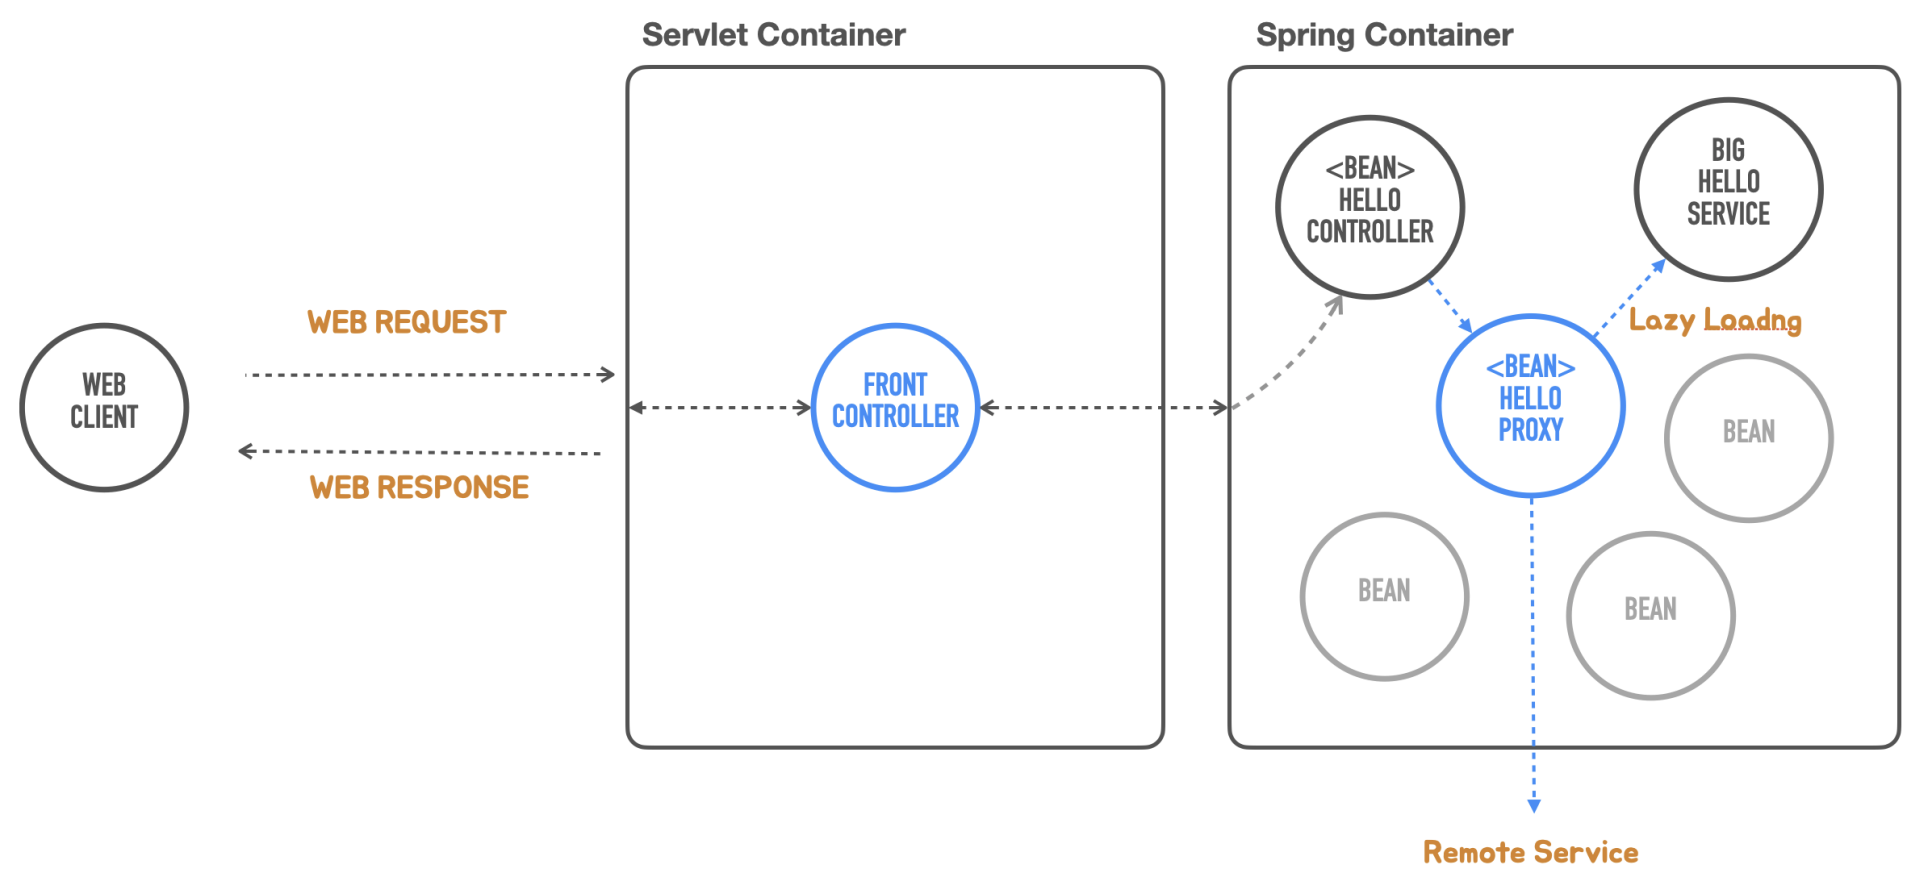 Servlet Container
Spring Container
<BEAN>
HELLO
CONTROLLER
BIG
HELLO
SERVICE
WEB REQUEST
Lazy Loadng
WEB
CLIENT
FRONT
CONTROLLER
<BEAN>
HELLO
PROXY
BEAN
WEB RESPONSE
BEAN
BEAN
Remote Service